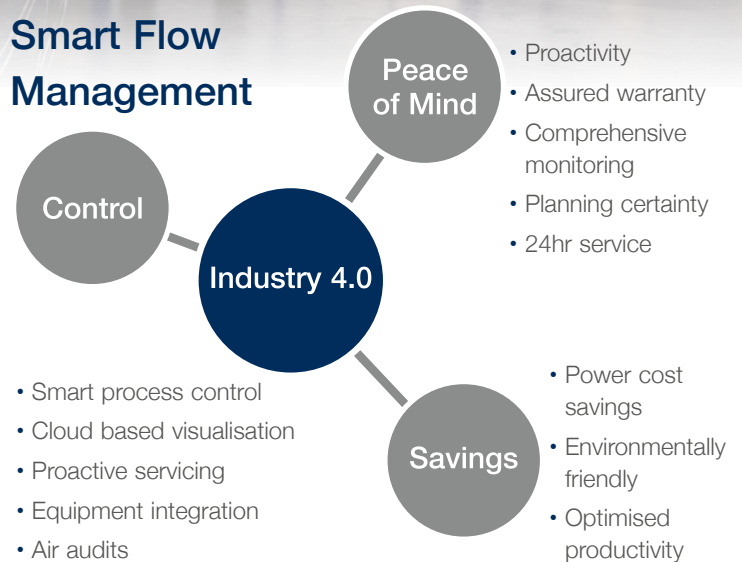 Smart Flow
Management
Peace
of Mind
• Proactivity
• Assured warranty
• Comprehensive
monitoring
• Planning certainty
• 24hr service
Control
Industry 4.0
• Smart process control
• Cloud based visualisation
• Proactive servicing
• Equipment integration
• Air audits
Savings
• Power cost
savings
• Environmentally
friendly
• Optimised
productivity